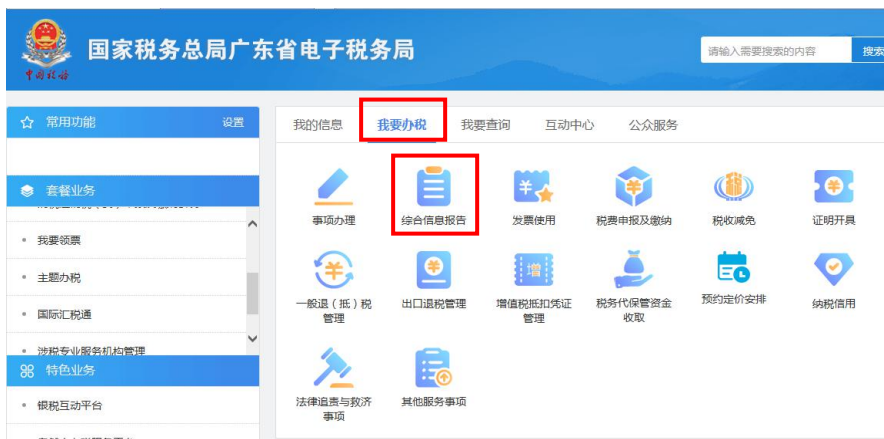 国家税务总局广东省电子税务局
中国税务
请输入需要搜索的内容
搜索
常用功能
设置
套餐业务
我要领票
主题办税
国际汇税通
涉税专业服务机构管理
特色业务
银税互动平台
我的信息
我要办税
我要查询
互动中心
公众服务
事项办理
综合信息报告
发票使用
税费申报及缴纳
税收减免
证明开具
一般退（抵）税
管理
出口退税管理
增值税抵扣凭证
管理
税务代保管资金
收取
预约定价安排
纳税信用
法律追责与救济
事项
其他服务事项